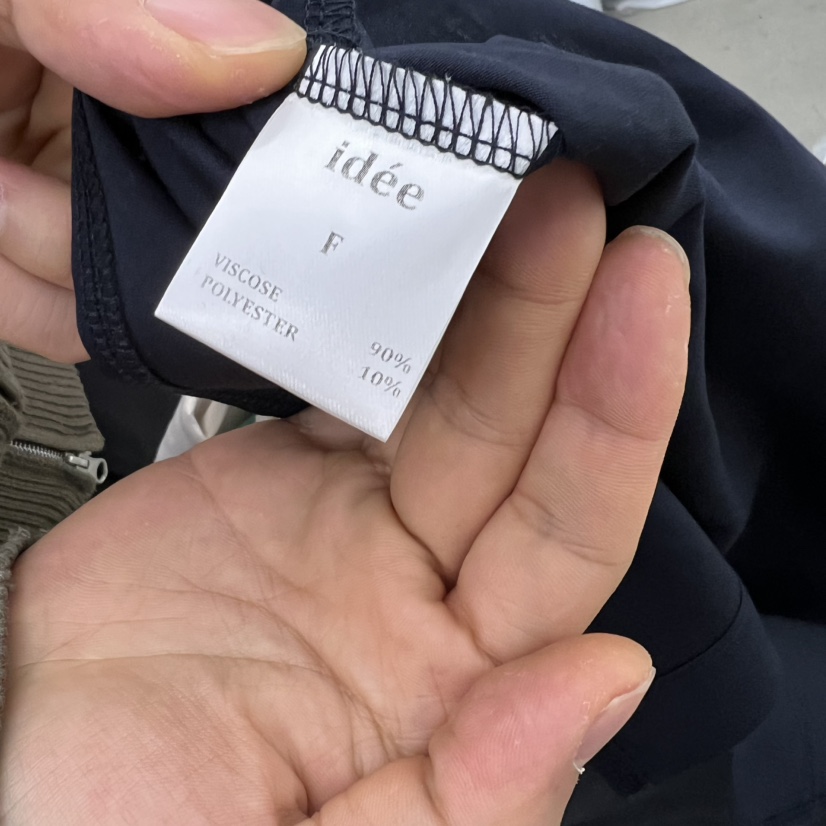 idée
F
VISCOSE 90%
POLYESTER 10%